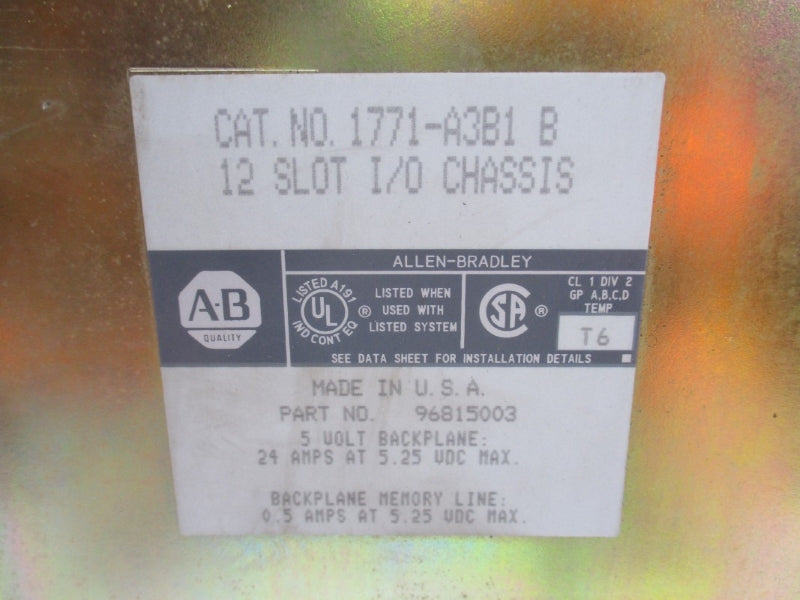 CAT. NO. 1771-A3B1 B
12 SLOT I/O CHASSIS
ALLEN-BRADLEY
A-B
QUALITY
LISTED A191
UL
IND CONT EQ
®
LISTED WHEN
USED WITH
LISTED SYSTEM
CSA
®
CL 1 DIV 2
GP A,B,C,D
TEMP
T6
SEE DATA SHEET FOR INSTALLATION DETAILS
MADE IN U.S.A.
PART NO. 96815003
5 VOLT BACKPLANE:
24 AMPS AT 5.25 VDC MAX.
BACKPLANE MEMORY LINE:
0.5 AMPS AT 5.25 VDC MAX.